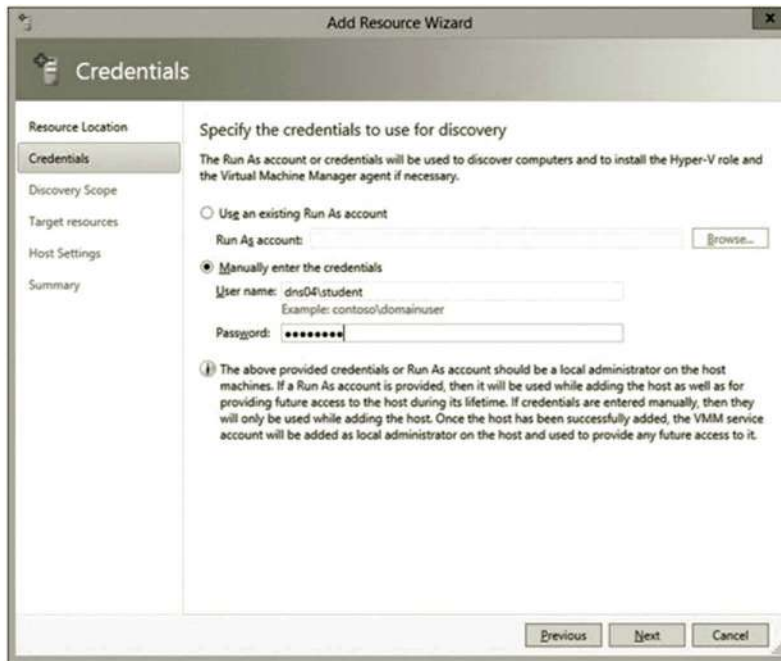 Add Resource Wizard
x
Credentials
Resource Location
Credentials
Discovery Scope
Target resources
Host Settings
Summary
Specify the credentials to use for discovery
The Run As account or credentials will be used to discover computers and to install the Hyper-V role and
the Virtual Machine Manager agent if necessary.
Use an existing Run As account
Run As account:
Browse...
Manually enter the credentials
User name: dns04\student
Example: contoso\domainuser
Password: ●●●●●●●●
The above provided credentials or Run As account should be a local administrator on the host
machines. If a Run As account is provided, then it will be used while adding the host as well as for
providing future access to the host during its lifetime. If credentials are entered manually, then they
will only be used while adding the host. Once the host has been successfully added, the VMM service
account will be added as local administrator on the host and used to provide any future access to it.
Previous Next Cancel